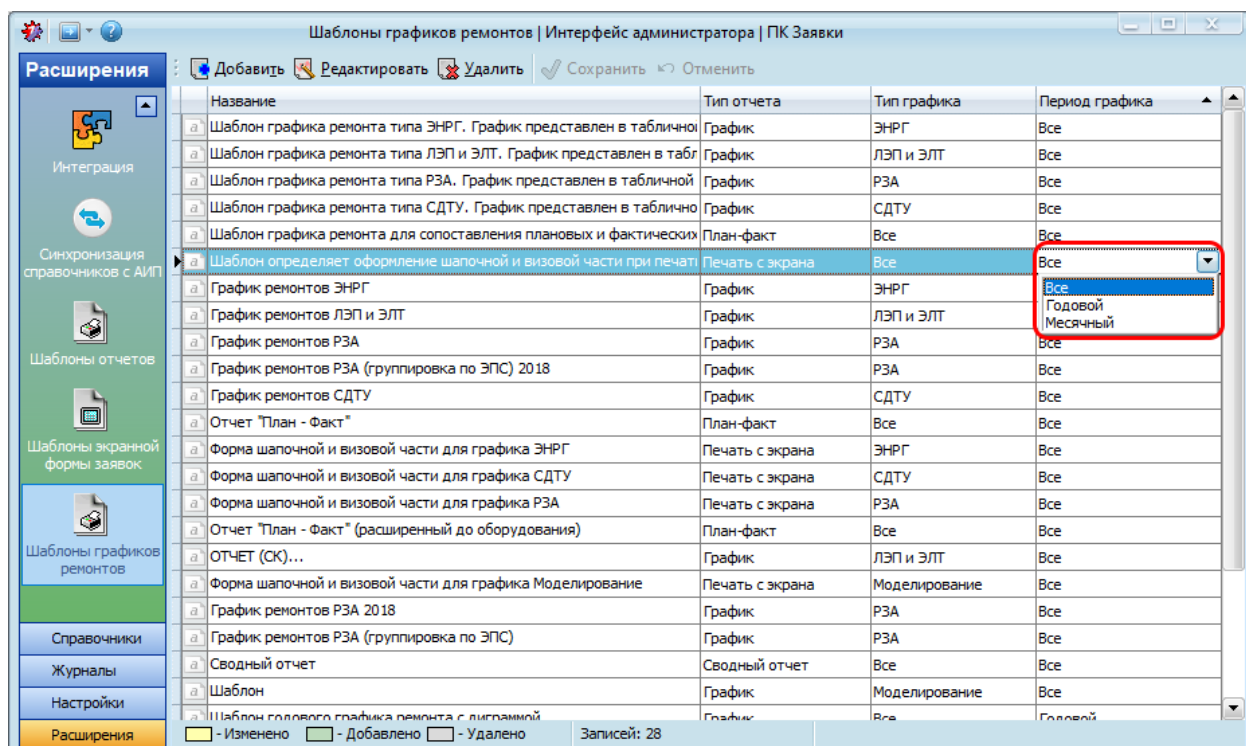 Шаблоны графиков ремонтов | Интерфейс администратора | ПК Заявки
Расширения
Добавить Редактировать Удалить Сохранить Отменить
Интеграция
Синхронизация
справочников с АИП
Шаблоны отчетов
Шаблоны экранной
формы заявок
Шаблоны графиков
ремонтов
Справочники
Журналы
Настройки
Расширения
Название Тип отчета Тип графика Период графика
Шаблон графика ремонта типа ЭНРГ. График представлен в таблично График ЭНРГ Все
Шаблон графика ремонта типа ЛЭП и ЭЛТ. График представлен в табл График ЛЭП и ЭЛТ Все
Шаблон графика ремонта типа РЗА. График представлен в табличной График РЗА Все
Шаблон графика ремонта типа СДТУ. График представлен в таблично График СДТУ Все
Шаблон графика ремонта для сопоставления плановых и фактических План-факт Все Все
Шаблон определяет оформление шапочной и визовой части при печати Печать с экрана Все Все
Все
Годовой
Месячный
График ремонтов ЭНРГ График ЭНРГ
График ремонтов ЛЭП и ЭЛТ График ЛЭП и ЭЛТ
График ремонтов РЗА График РЗА Все
График ремонтов РЗА (группировка по ЭПС) 2018 График РЗА Все
График ремонтов СДТУ График СДТУ Все
Отчет "План - Факт" План-факт Все Все
Форма шапочной и визовой части для графика ЭНРГ Печать с экрана ЭНРГ Все
Форма шапочной и визовой части для графика СДТУ Печать с экрана СДТУ Все
Форма шапочной и визовой части для графика РЗА Печать с экрана РЗА Все
Отчет "План - Факт" (расширенный до оборудования) План-факт Все Все
ОТЧЕТ (СК)... График ЛЭП и ЭЛТ Все
Форма шапочной и визовой части для графика Моделирование Печать с экрана Моделирование Все
График ремонтов РЗА 2018 График РЗА Все
График ремонтов РЗА (группировка по ЭПС) График РЗА Все
Сводный отчет Сводный отчет Все Все
Шаблон График Моделирование Все
Шаблон годового графика ремонта с диграммой График Все Годовой
- Изменено - Добавлено - Удалено Записей: 28